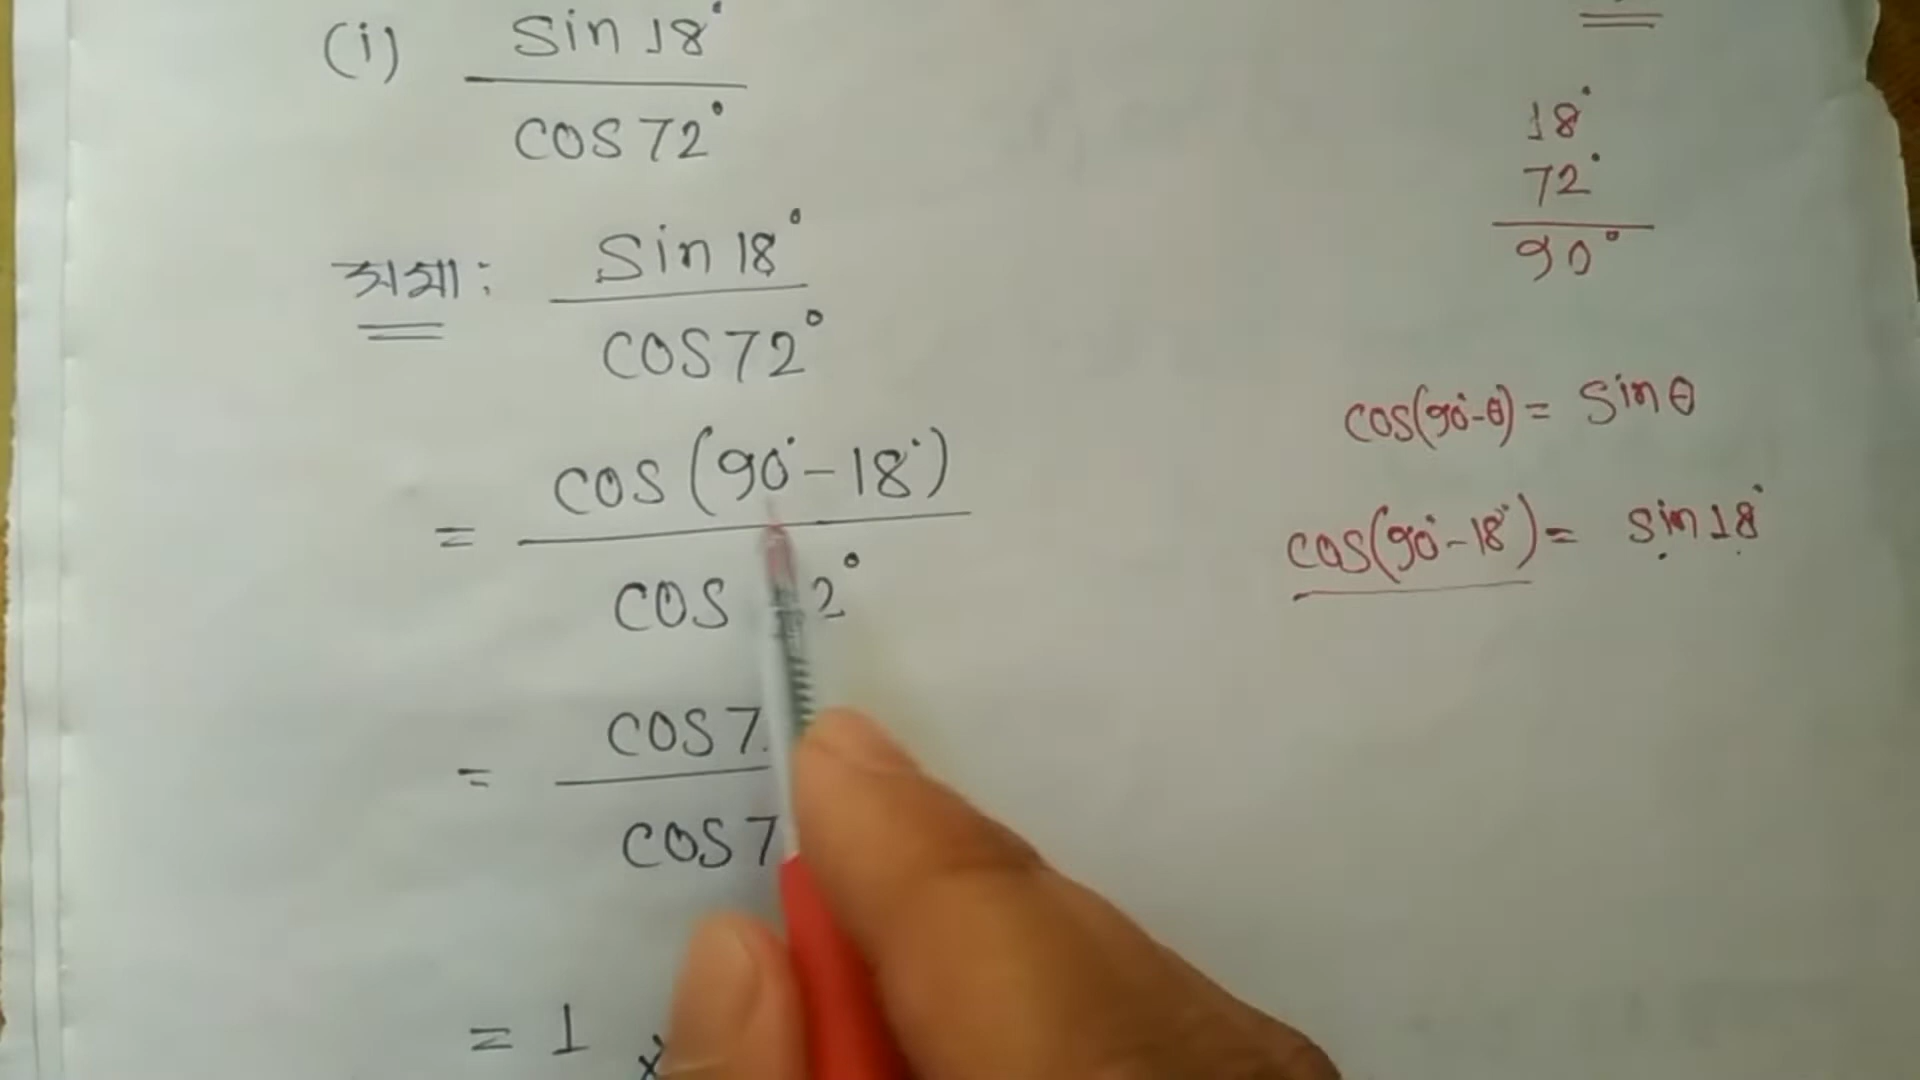 (i) sin 18°
cos 72°
সমা: sin 18°
cos 72°
= cos (90° - 18°)
cos 2°
= cos 7
cos 7
= 1
18°
72°
90°
cos(90° - θ) = sin θ
cos(90° - 18°) = sin 18°